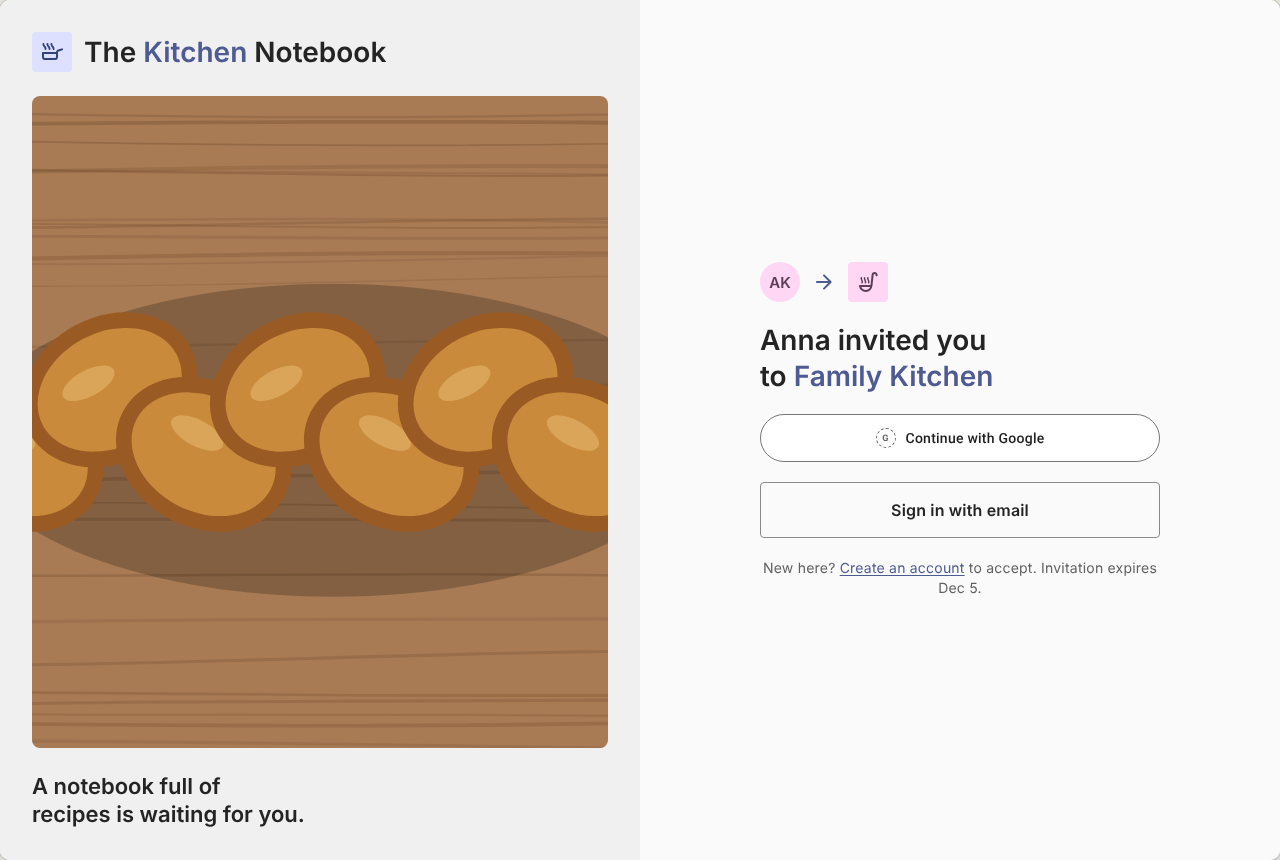 The Kitchen Notebook
A notebook full of
recipes is waiting for you.
AK
Anna invited you
to Family Kitchen
G
Continue with Google
Sign in with email
New here? Create an account to accept. Invitation expires
Dec 5.